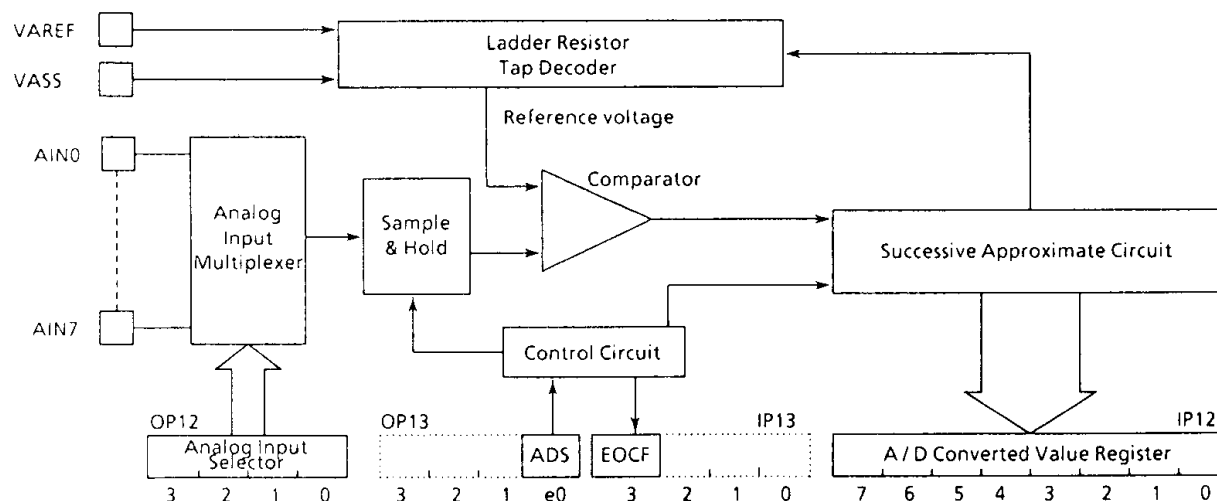 VAREF
Ladder Resistor
Tap Decoder
VASS
Reference voltage
AIN0
Comparator
Analog
Input
Multiplexer
Sample
& Hold
Successive Approximate Circuit
AIN7
Control Circuit
OP12
OP13
IP13
IP12
Analog Input
Selector
ADS
EOCF
A / D Converted Value Register
3 2 1 0
3 2 1 e0
3 2 1 0
7 6 5 4 3 2 1 0